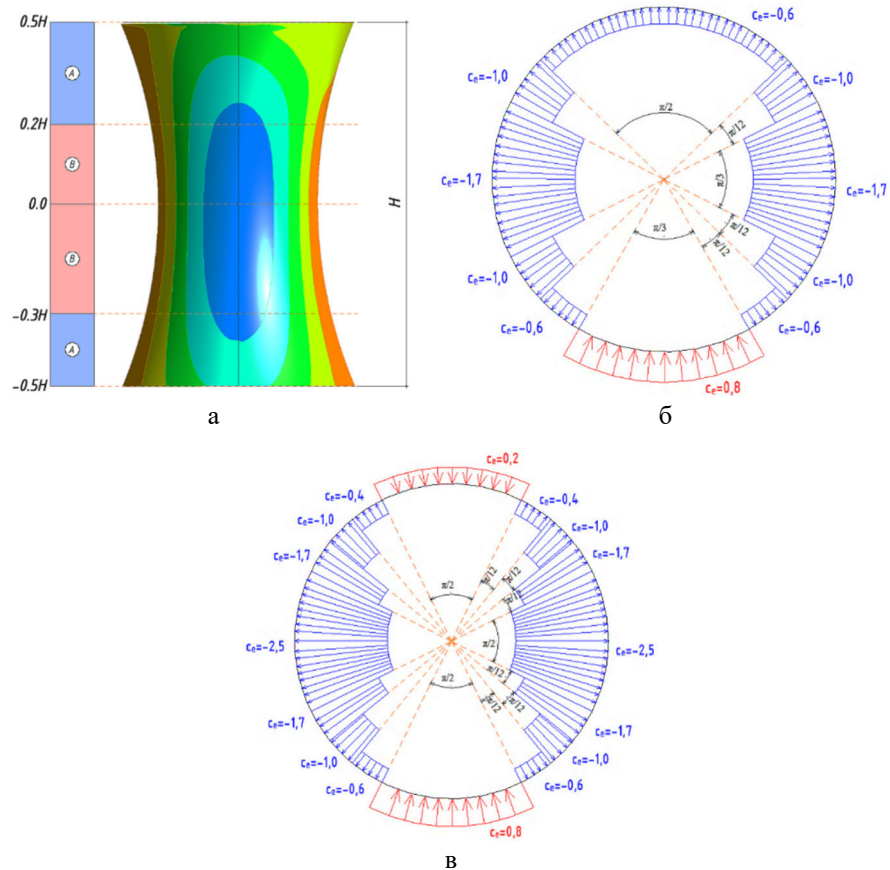 0.5H
A
0.2H
B
0.0
H
B
-0.3H
A
-0.5H
а
cₑ=-0,6
cₑ=-1,0
cₑ=-1,0
π/2
π/12
cₑ=-1,7
π/3
cₑ=-1,7
π/3
π/12
π/12
cₑ=-1,0
cₑ=-1,0
cₑ=-0,6
cₑ=-0,6
cₑ=0,8
б
cₑ=0,2
cₑ=-0,4
cₑ=-0,4
cₑ=-1,0
cₑ=-1,0
cₑ=-1,7
cₑ=-1,7
π/2
π/12
π/12
π/12
cₑ=-2,5
π/2
cₑ=-2,5
π/2
π/12
π/12
π/12
cₑ=-1,7
cₑ=-1,7
cₑ=-1,0
cₑ=-1,0
cₑ=-0,6
cₑ=-0,6
cₑ=0,8
в